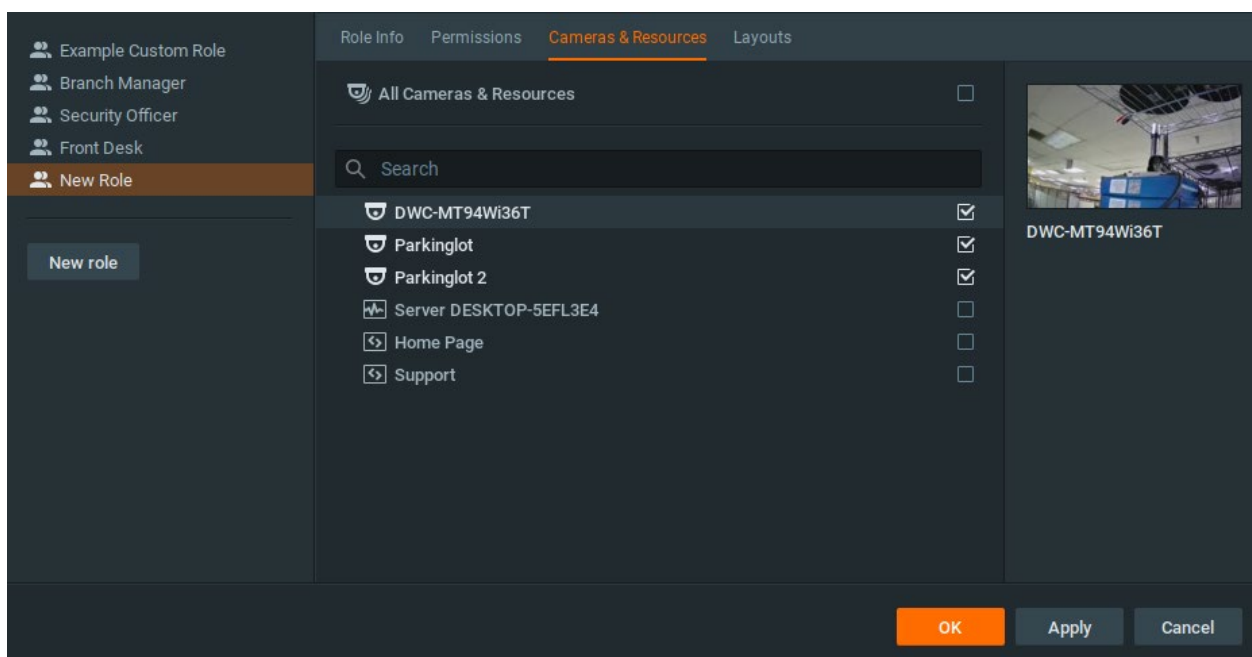 Example Custom Role
Branch Manager
Security Officer
Front Desk
New Role
New role
Role Info Permissions Cameras & Resources Layouts
All Cameras & Resources
Search
DWC-MT94Wi36T
Parkinglot
Parkinglot 2
Server DESKTOP-5EFL3E4
Home Page
Support
DWC-MT94Wi36T
OK Apply Cancel